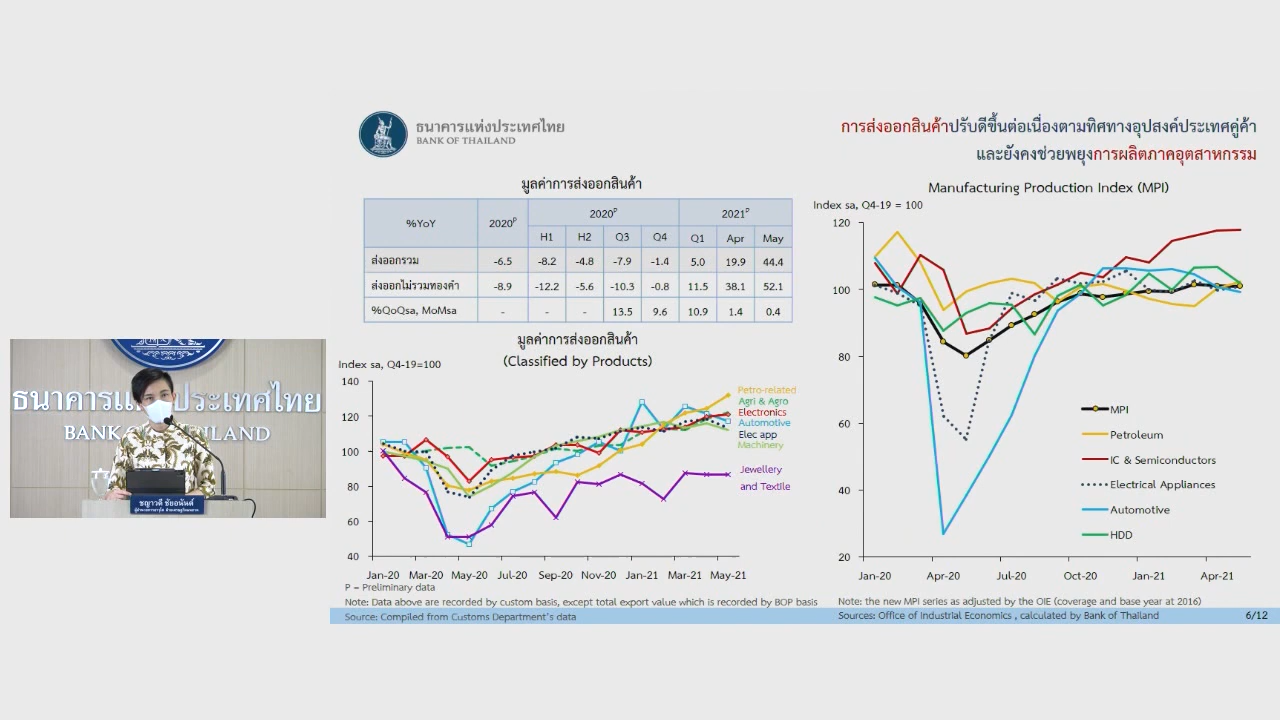 ธนาคารแห่งประเทศไทย
BANK OF THAILAND
การส่งออกสินค้าปรับดีขึ้นต่อเนื่องตามทิศทางอุปสงค์ประเทศคู่ค้า
และยังคงช่วยพยุงการผลิตภาคอุตสาหกรรม
มูลค่าการส่งออกสินค้า
%YoY 2020P 2020P 2021P
H1 H2 Q3 Q4 Q1 Apr May
ส่งออกรวม -6.5 -8.2 -4.8 -7.9 -1.4 5.0 19.9 44.4
ส่งออกไม่รวมทองคำ -8.9 -12.2 -5.6 -10.3 -0.8 11.5 38.1 52.1
%QoQsa, MoMsa - - - 13.5 9.6 10.9 1.4 0.4
มูลค่าการส่งออกสินค้า
(Classified by Products)
Index sa, Q4-19=100
140
120
100
80
60
40
Petro-related
Agri & Agro
Electronics
Automotive
Elec app
Machinery
Jewellery
and Textile
Jan-20 Mar-20 May-20 Jul-20 Sep-20 Nov-20 Jan-21 Mar-21 May-21
P = Preliminary data
Note: Data above are recorded by custom basis, except total export value which is recorded by BOP basis
Source: Compiled from Customs Department's data
Manufacturing Production Index (MPI)
Index sa, Q4-19 = 100
120
100
80
60
40
20
MPI
Petroleum
IC & Semiconductors
Electrical Appliances
Automotive
HDD
Jan-20 Apr-20 Jul-20 Oct-20 Jan-21 Apr-21
Note: the new MPI series as adjusted by the OIE (coverage and base year at 2016)
Sources: Office of Industrial Economics , calculated by Bank of Thailand
6/12
ธนาคารแ ประเทศไทย
BANK AILAND
ชญาวดี ชัยอนันต์